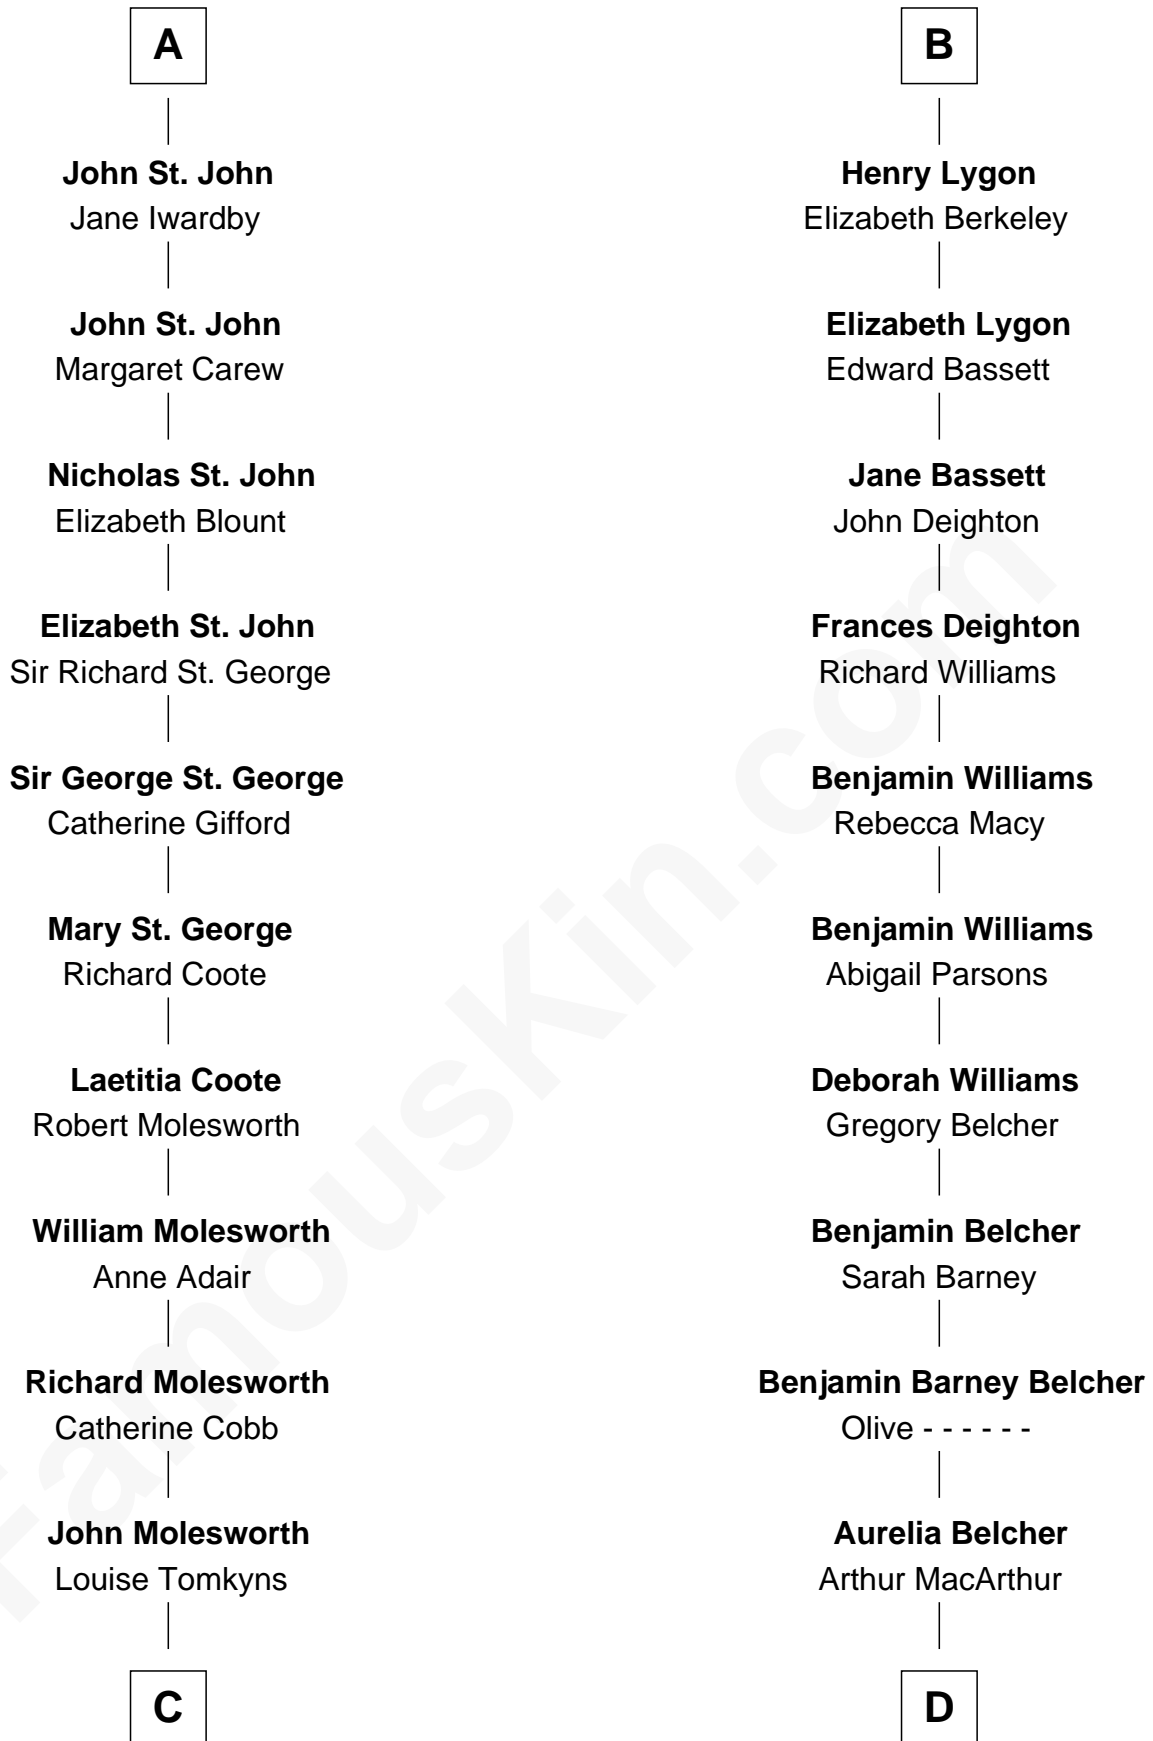 A
John St. John
Jane Iwardby
John St. John
Margaret Carew
Nicholas St. John
Elizabeth Blount
Elizabeth St. John
Sir Richard St. George
Sir George St. George
Catherine Gifford
Mary St. George
Richard Coote
Laetitia Coote
Robert Molesworth
William Molesworth
Anne Adair
Richard Molesworth
Catherine Cobb
John Molesworth
Louise Tomkyns
C
B
Henry Lygon
Elizabeth Berkeley
Elizabeth Lygon
Edward Bassett
Jane Bassett
John Deighton
Frances Deighton
Richard Williams
Benjamin Williams
Rebecca Macy
Benjamin Williams
Abigail Parsons
Deborah Williams
Gregory Belcher
Benjamin Belcher
Sarah Barney
Benjamin Barney Belcher
Olive - - - - - -
Aurelia Belcher
Arthur MacArthur
D
FamousKin.com